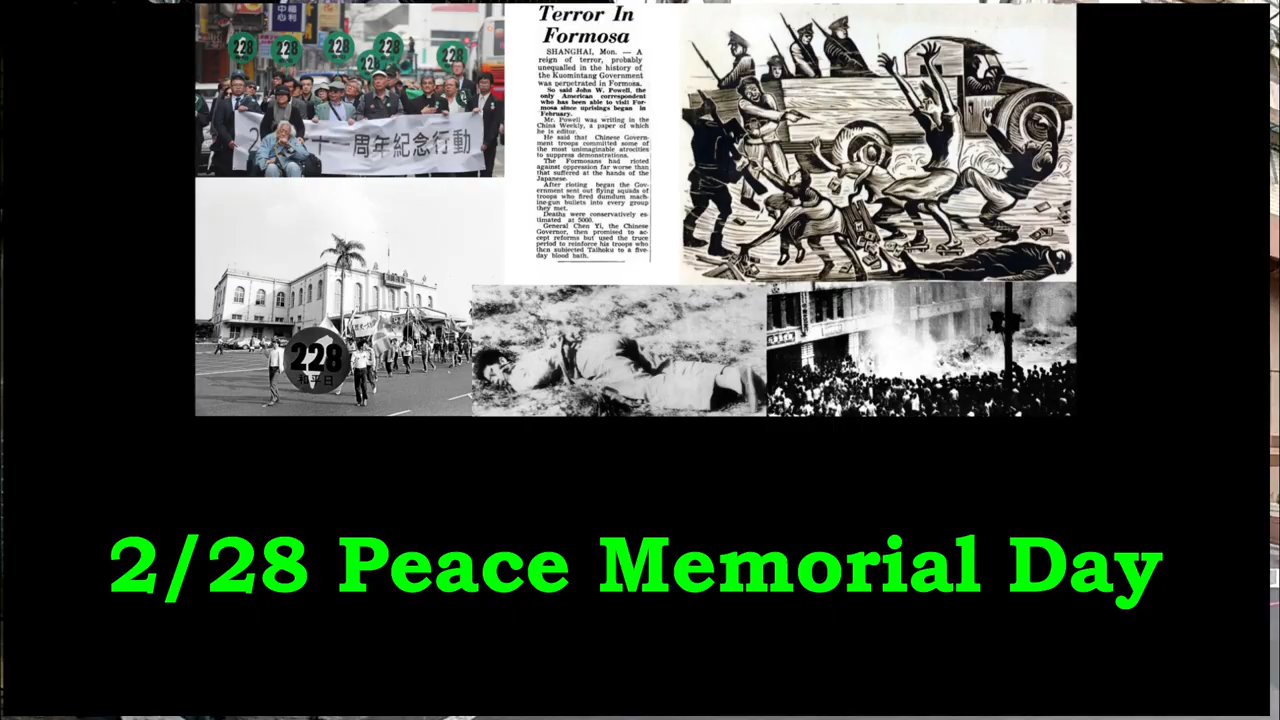 中福
心利
228
228
228
228
228
周年紀念行動
Terror In
Formosa
SHANGHAI, Mon. — A
reign of terror, probably
unequalled in the history of
the Kuomintang Government
was perpetrated in Formosa.
So said John W. Powell, the
only American correspondent
who has been able to visit For-
mosa since uprisings began in
February.
Mr. Powell was writing in the
China Weekly, a paper of which
he is editor.
He said that Chinese Govern-
ment troops committed some of
the most unimaginable atrocities
to suppress demonstrations.
The Formosans had rioted
against oppression far worse than
that suffered at the hands of the
Japanese.
After rioting began the Gov-
ernment sent out flying squads of
troops who fired dumdum mach-
ine-gun bullets into every group
they met.
Deaths were conservatively es-
timated at 5000.
General Chen Yi, the Chinese
Governor, then promised to ac-
cept reforms but used the truce
period to reinforce his troops who
then subjected Taihoku to a five-
day blood bath.
228
和平日
2/28 Peace Memorial Day